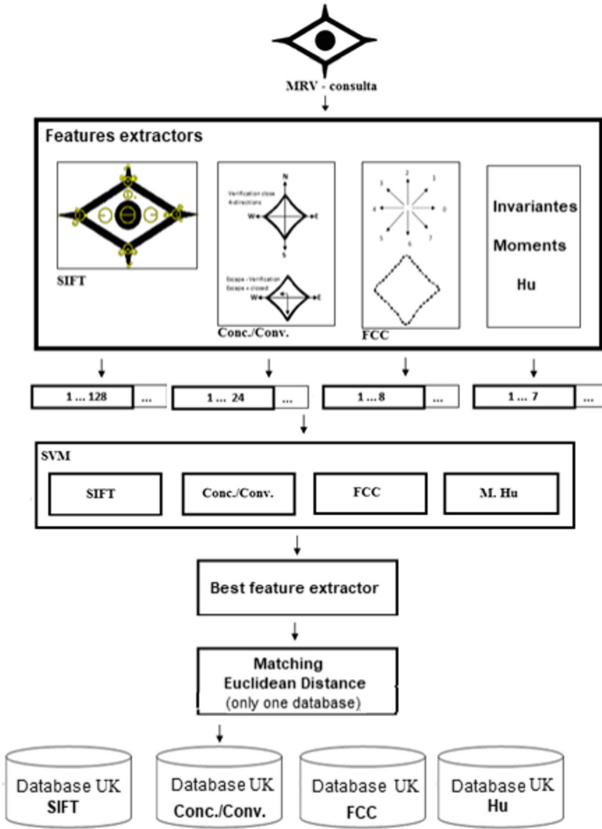 MRV - consulta
Features extractors
SIFT
Verification close
4-directions
N
W
E
S
Escape - Verification
Escape = closed
W
E
Conc./Conv.
2
3
1
4
0
5
7
6
FCC
Invariantes
Moments
Hu
1 ... 128
...
1 ... 24
...
1 ... 8
...
1 ... 7
...
SVM
SIFT
Conc./Conv.
FCC
M. Hu
Best feature extractor
Matching
Euclidean Distance
(only one database)
Database UK
SIFT
Database UK
Conc./Conv.
Database UK
FCC
Database UK
Hu